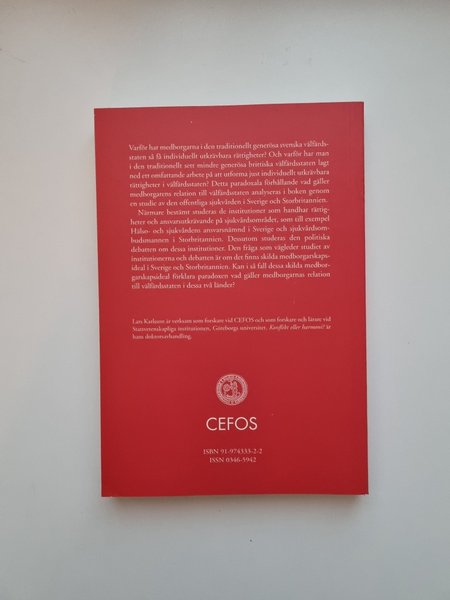 Varför har medborgarna i den traditionellt generösa svenska välfärds-
staten så få individuellt utkrävbara rättigheter? Och varför har man
i den traditionellt sett mindre generösa brittiska välfärdsstaten lagt
ned ett omfattande arbete på att utforma just individuellt utkrävbara
rättigheter i välfärdsstaten? Detta paradoxala förhållande vad gäller
medborgarens relation till välfärdsstaten analyseras i boken genom
en studie av den offentliga sjukvården i Sverige och Storbritannien.
Närmare bestämt studeras de institutioner som handhar rättig-
heter och ansvarsutkrävande på sjukvårdsområdet, som till exempel
Hälso- och sjukvårdens ansvarsnämnd i Sverige och sjukvårdsom-
budsmannen i Storbritannien. Dessutom studeras den politiska
debatten om dessa institutioner. Den fråga som vägleder studiet av
institutionerna och debatten är om det finns skilda medborgarskaps-
ideal i Sverige och Storbritannien. Kan i så fall dessa skilda medbor-
garskapsideal förklara paradoxen vad gäller medborgarnas relation
till välfärdsstaten i dessa två länder?
Lars Karlsson är verksam som forskare vid CEFOS och som forskare och lärare vid
Statsvetenskapliga institutionen, Göteborgs universitet. Konflikt eller harmoni? är
hans doktorsavhandling.
CEFOS
ISBN 91-974333-2-2
ISSN 0346-5942